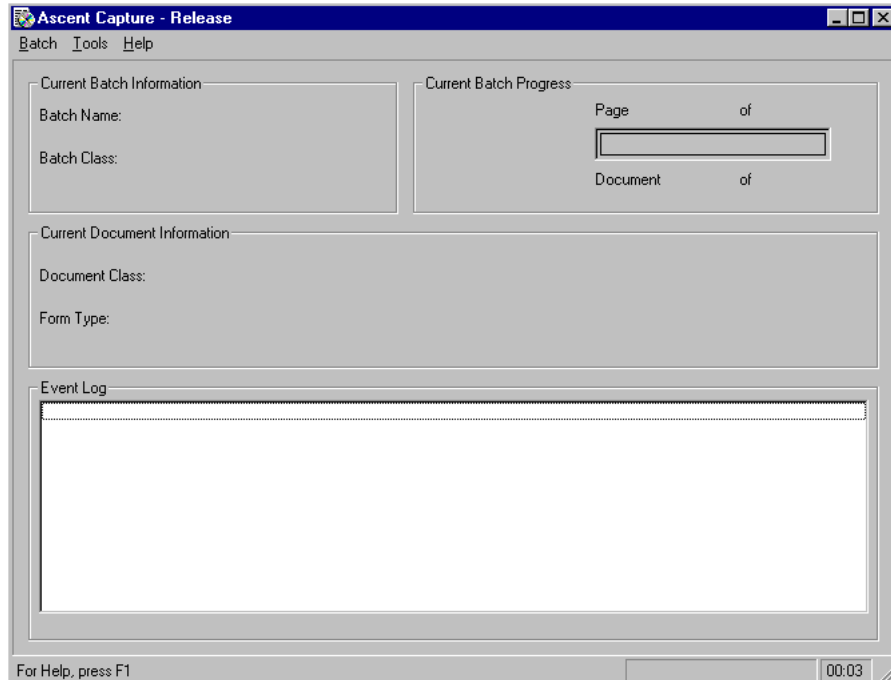 Ascent Capture - Release
Batch Tools Help
Current Batch Information
Batch Name:
Batch Class:
Current Batch Progress
Page of
Document of
Current Document Information
Document Class:
Form Type:
Event Log
For Help, press F1 00:03